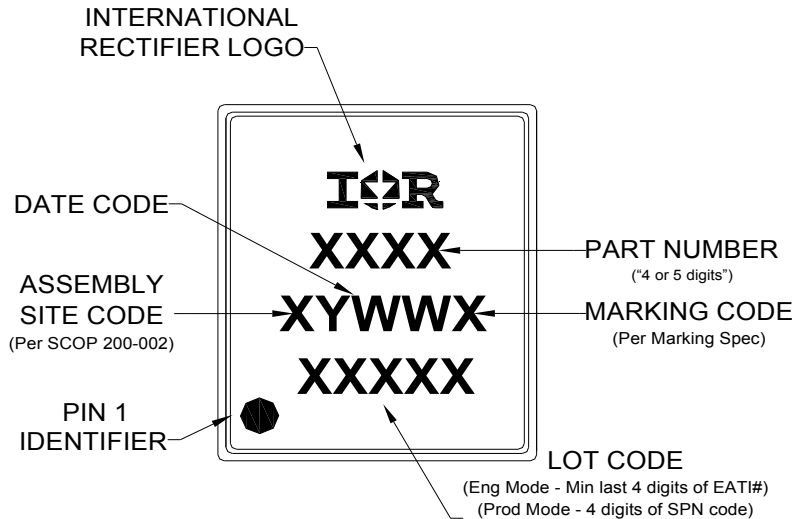 INTERNATIONAL
RECTIFIER LOGO
IOR
DATE CODE
XXXX
PART NUMBER
(“4 or 5 digits”)
ASSEMBLY
SITE CODE
(Per SCOP 200-002)
XYWWX
MARKING CODE
(Per Marking Spec)
XXXXX
PIN 1
IDENTIFIER
LOT CODE
(Eng Mode - Min last 4 digits of EATI#)
(Prod Mode - 4 digits of SPN code)